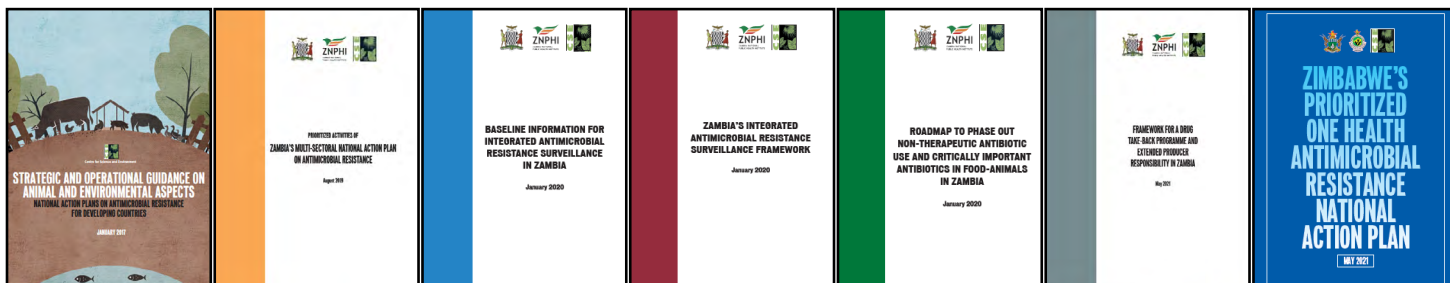 Centre for Science and Environment
STRATEGIC AND OPERATIONAL GUIDANCE ON
ANIMAL AND ENVIRONMENTAL ASPECTS
NATIONAL ACTION PLANS ON ANTIMICROBIAL RESISTANCE
FOR DEVELOPING COUNTRIES
JANUARY 2017
ZNPHI
PRIORITIZED ACTIVITIES OF
ZAMBIA'S MULTI-SECTORAL NATIONAL ACTION PLAN
ON ANTIMICROBIAL RESISTANCE
August 2019
ZNPHI
BASELINE INFORMATION FOR
INTEGRATED ANTIMICROBIAL
RESISTANCE SURVEILLANCE
IN ZAMBIA
January 2020
ZNPHI
ZAMBIA'S INTEGRATED
ANTIMICROBIAL RESISTANCE
SURVEILLANCE FRAMEWORK
January 2020
ZNPHI
ROADMAP TO PHASE OUT
NON-THERAPEUTIC ANTIBIOTIC
USE AND CRITICALLY IMPORTANT
ANTIBIOTICS IN FOOD-ANIMALS
IN ZAMBIA
January 2020
ZNPHI
FRAMEWORK FOR A DRUG
TAKE-BACK PROGRAMME AND
EXTENDED PRODUCER
RESPONSIBILITY IN ZAMBIA
May 2021
ZIMBABWE'S
PRIORITIZED
ONE HEALTH
ANTIMICROBIAL
RESISTANCE
NATIONAL
ACTION PLAN
MAY 2021